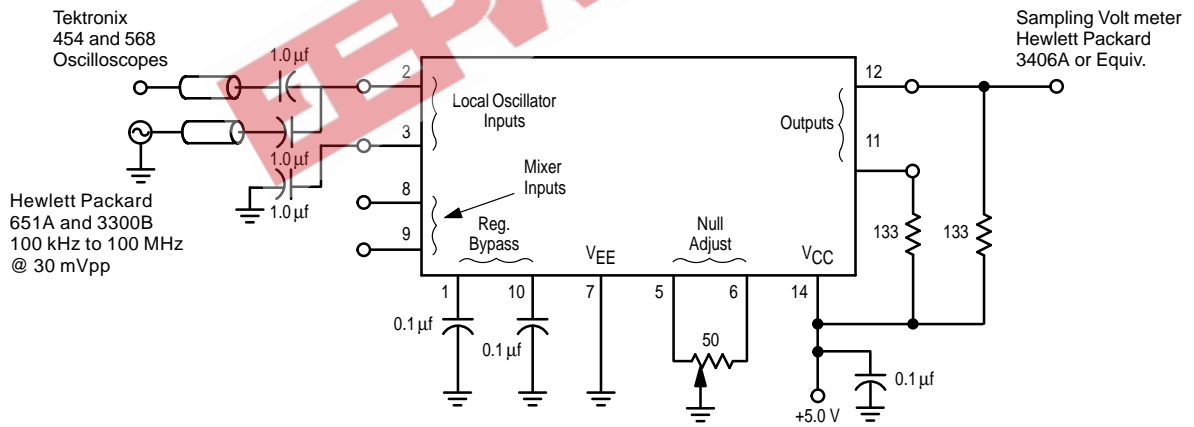 Tektronix
454 and 568
Oscilloscopes
1.0 µf
1.0 µf
1.0 µf
Hewlett Packard
651A and 3300B
100 kHz to 100 MHz
@ 30 mVpp
2
3
8
9
Local Oscillator
Inputs
Mixer
Inputs
Reg.
Bypass
VEE
Null
Adjust
VCC
Outputs
12
11
Sampling Volt meter
Hewlett Packard
3406A or Equiv.
133
133
1
10
7
5
6
14
0.1 µf
0.1 µf
50
0.1 µf
+5.0 V